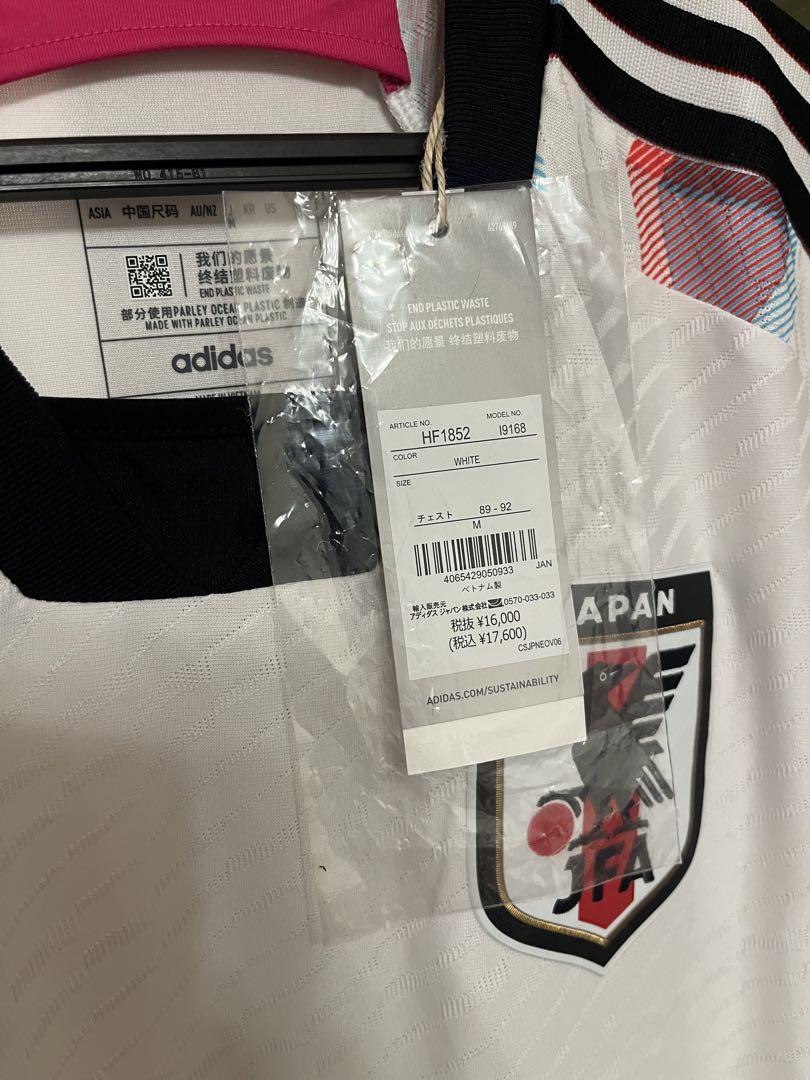 ASIA 中国尺码 AU/NZ J KR US
M
我们的愿景
终结塑料废物
END PLASTIC WASTE
部分使用PARLEY OCEAN PLASTIC 制造
MADE WITH PARLEY OCEAN PLASTIC
adidas
END PLASTIC WASTE
STOP AUX DÉCHETS PLASTIQUES
我们的愿景 终结塑料废物
ARTICLE NO. MODEL NO.
HF1852 I9168
COLOR
WHITE
SIZE
チェスト 89 - 92
M
4065429050933 JAN
ベトナム製
輸入販売元
アディダス ジャパン株式会社 0570-033-033
税抜 ¥16,000
(税込 ¥17,600)
CSJPNEOV06
ADIDAS.COM/SUSTAINABILITY
JAPAN
JFA